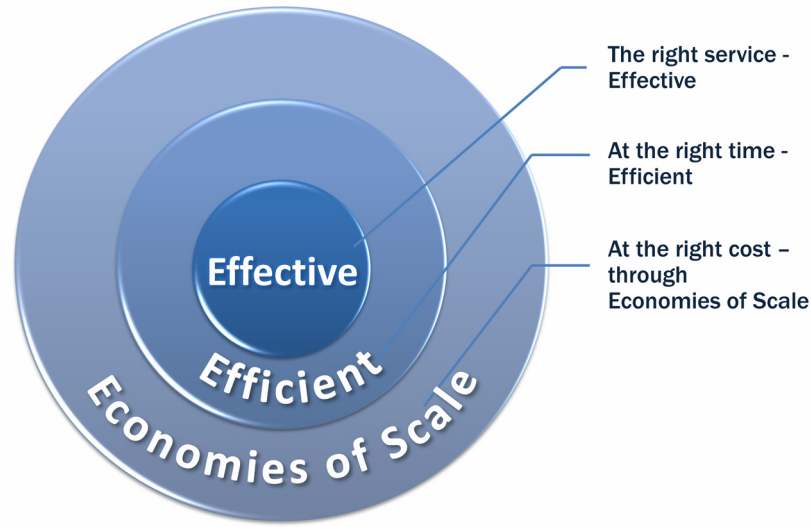 The right service -
Effective
At the right time -
Efficient
At the right cost –
through
Economies of Scale
Effective
Efficient
Economies of Scale